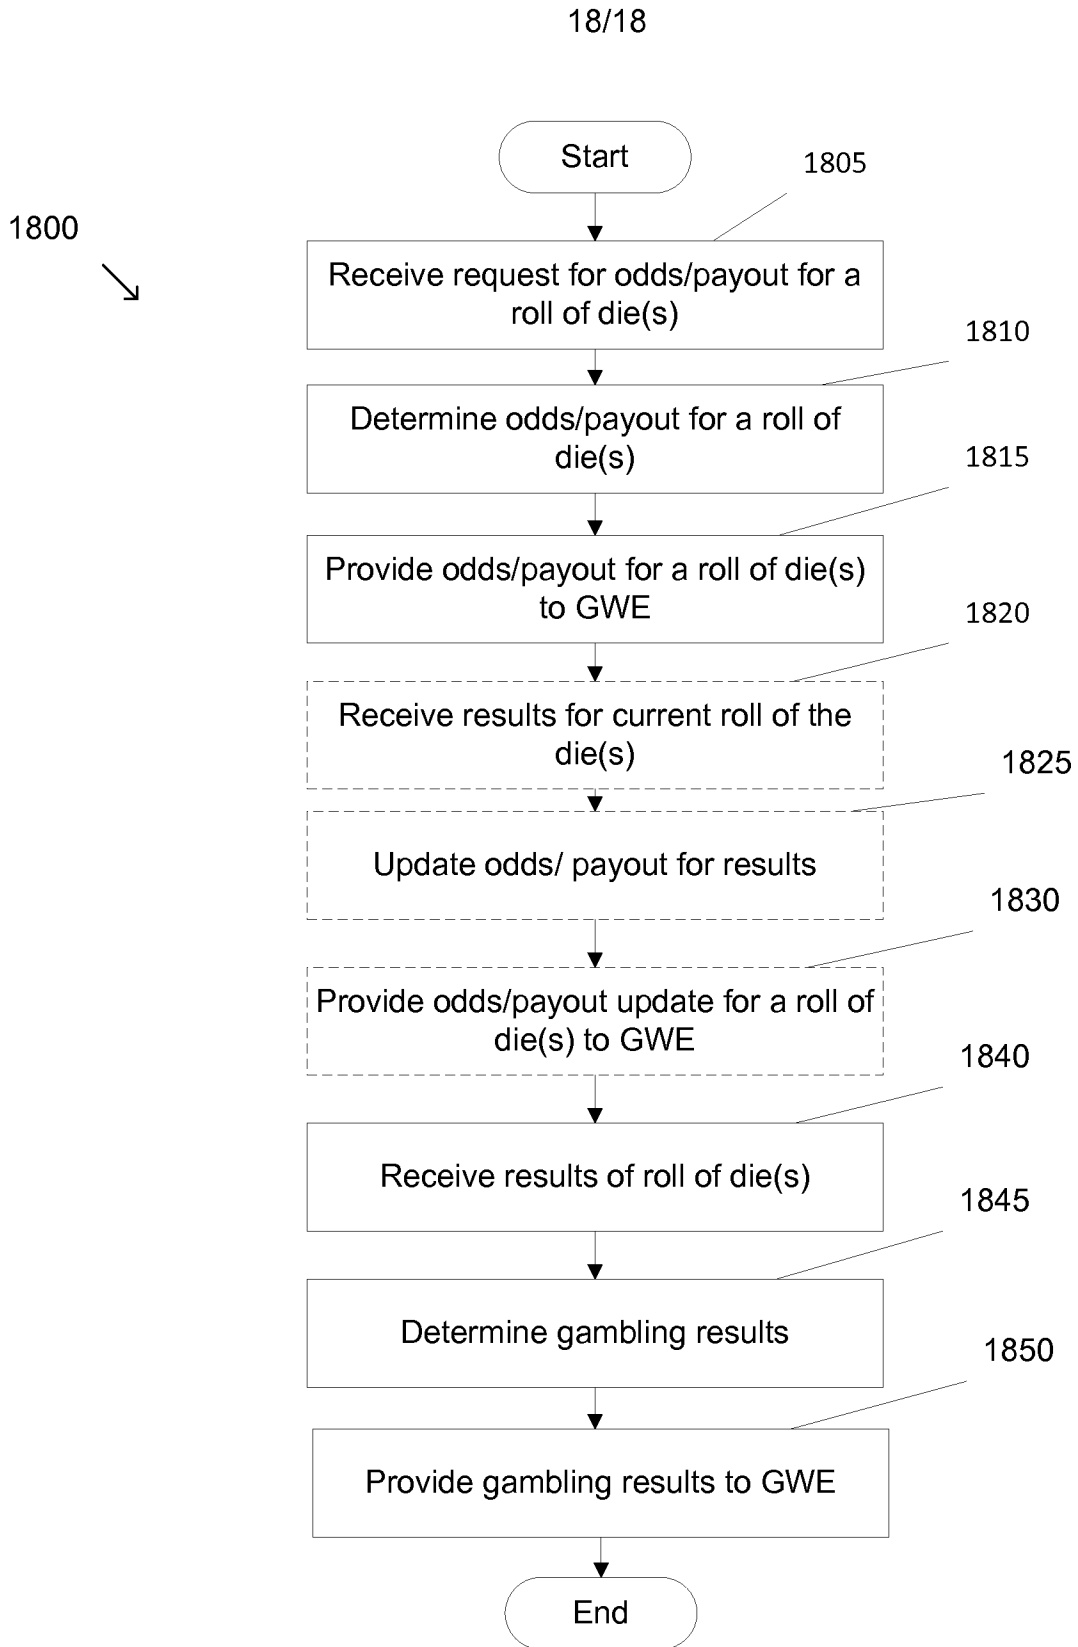 18/18
Start
1805
1800
Receive request for odds/payout for a
roll of die(s)
1810
Determine odds/payout for a roll of
die(s)
1815
Provide odds/payout for a roll of die(s)
to GWE
1820
Receive results for current roll of the
die(s)
1825
Update odds/ payout for results
1830
Provide odds/payout update for a roll of
die(s) to GWE
1840
Receive results of roll of die(s)
1845
Determine gambling results
1850
Provide gambling results to GWE
End